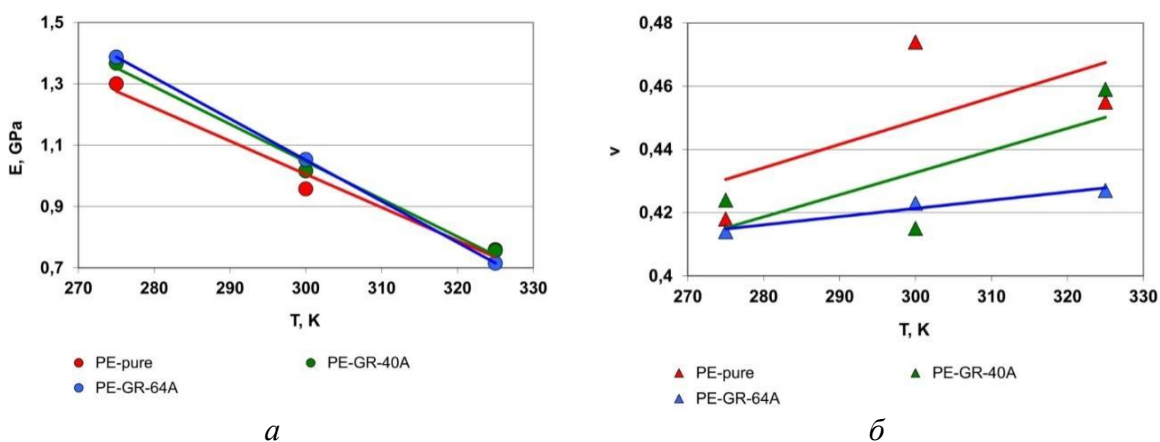 1,5
1,3
1,1
0,9
0,7
E, GPa
270 280 290 300 310 320 330
T, K
PE-pure PE-GR-40A
PE-GR-64A
а
0,48
0,46
0,44
0,42
0,4
ν
270 280 290 300 310 320 330
T, K
PE-pure PE-GR-40A
PE-GR-64A
б